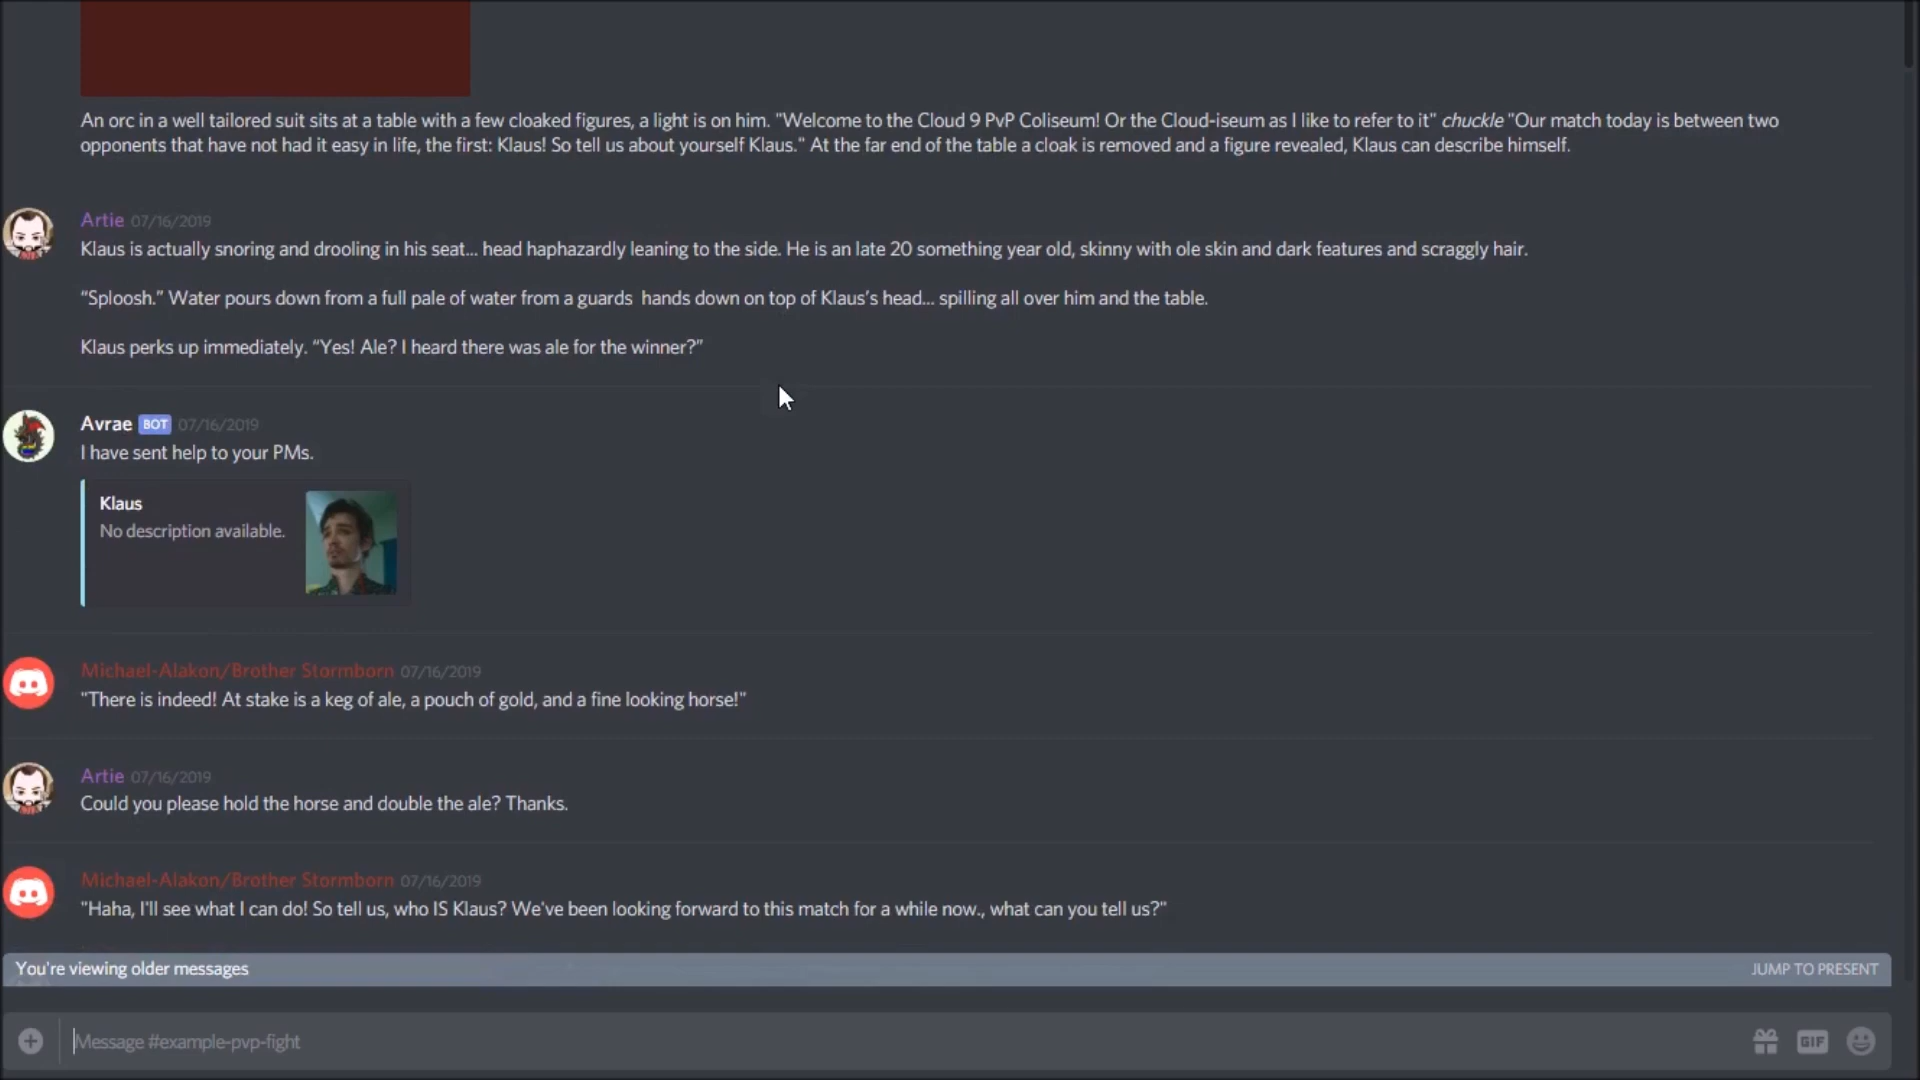 An orc in a well tailored suit sits at a table with a few cloaked figures, a light is on him. "Welcome to the Cloud 9 PvP Coliseum! Or the Cloud-iseum as I like to refer to it" chuckle "Our match today is between two
opponents that have not had it easy in life, the first: Klaus! So tell us about yourself Klaus." At the far end of the table a cloak is removed and a figure revealed, Klaus can describe himself.
Artie 07/16/2019
Klaus is actually snoring and drooling in his seat... head haphazardly leaning to the side. He is an late 20 something year old, skinny with ole skin and dark features and scraggly hair.
“Sploosh.” Water pours down from a full pale of water from a guards hands down on top of Klaus’s head... spilling all over him and the table.
Klaus perks up immediately. “Yes! Ale? I heard there was ale for the winner?”
Avrae BOT 07/16/2019
I have sent help to your PMs.
Klaus
No description available.
Michael-Alakon/Brother Stormborn 07/16/2019
"There is indeed! At stake is a keg of ale, a pouch of gold, and a fine looking horse!"
Artie 07/16/2019
Could you please hold the horse and double the ale? Thanks.
Michael-Alakon/Brother Stormborn 07/16/2019
"Haha, I'll see what I can do! So tell us, who IS Klaus? We've been looking forward to this match for a while now., what can you tell us?"
You're viewing older messages JUMP TO PRESENT
Message #example-pvp-fight GIF